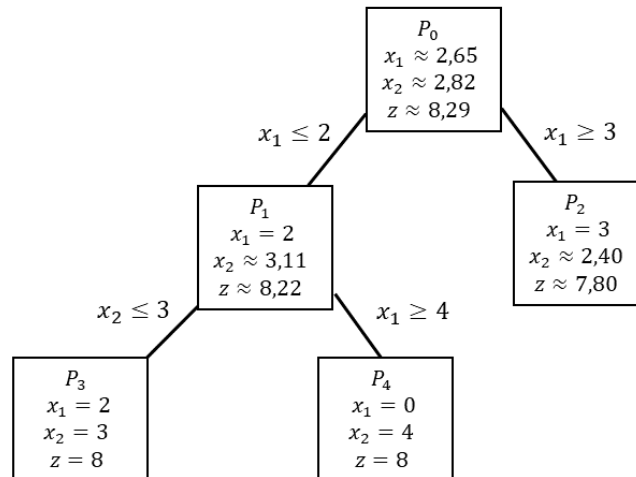 P₀
x₁ ≈ 2,65
x₂ ≈ 2,82
z ≈ 8,29
x₁ ≤ 2
x₁ ≥ 3
P₁
x₁ = 2
x₂ ≈ 3,11
z ≈ 8,22
P₂
x₁ = 3
x₂ ≈ 2,40
z ≈ 7,80
x₂ ≤ 3
x₁ ≥ 4
P₃
x₁ = 2
x₂ = 3
z = 8
P₄
x₁ = 0
x₂ = 4
z = 8